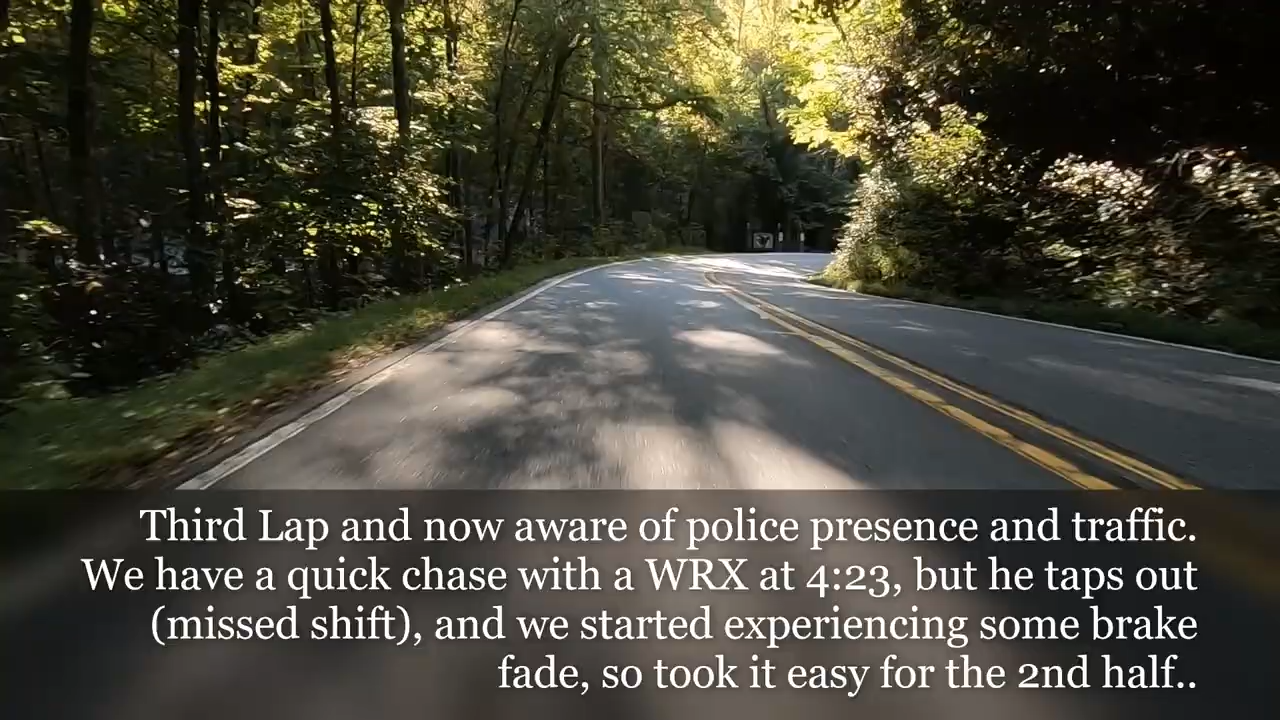 Third Lap and now aware of police presence and traffic.
We have a quick chase with a WRX at 4:23, but he taps out
(missed shift), and we started experiencing some brake
fade, so took it easy for the 2nd half..